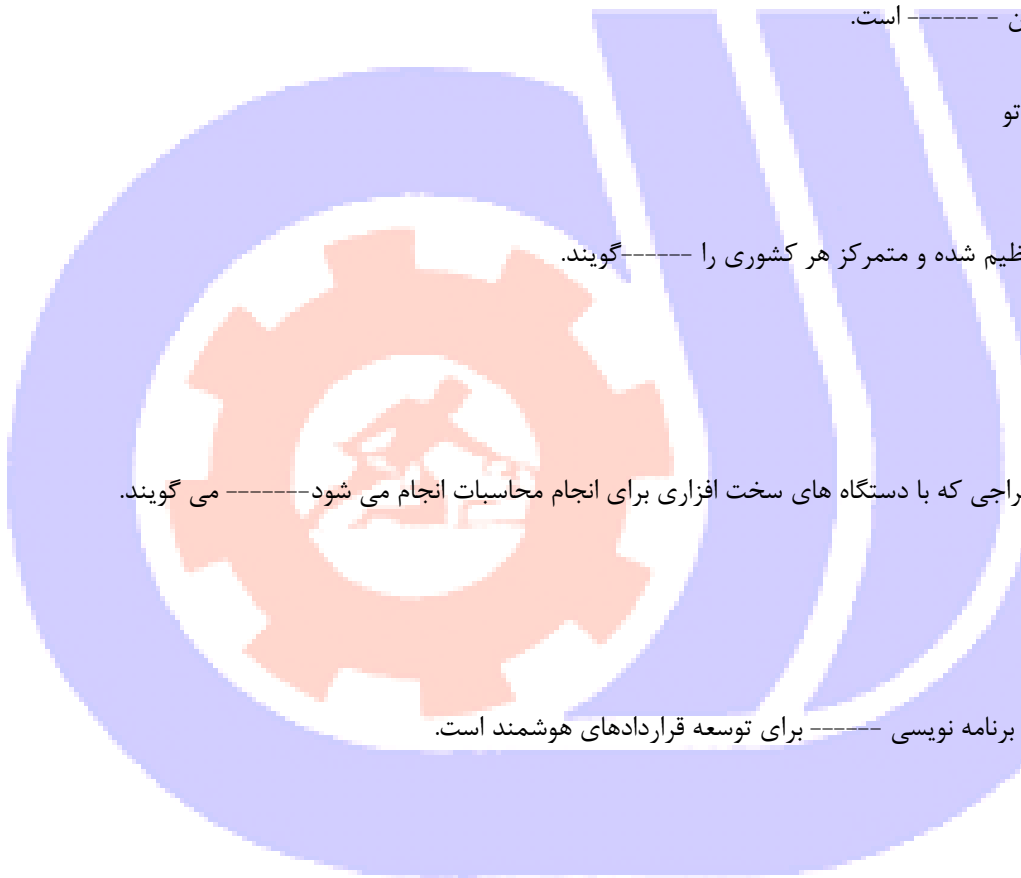 ن - ------ است.
تو
ظیم شده و متمرکز هر کشوری را ------گویند.
راجی که با دستگاه های سخت افزاری برای انجام محاسبات انجام می شود------- می گویند.
برنامه نویسی ------ برای توسعه قراردادهای هوشمند است.